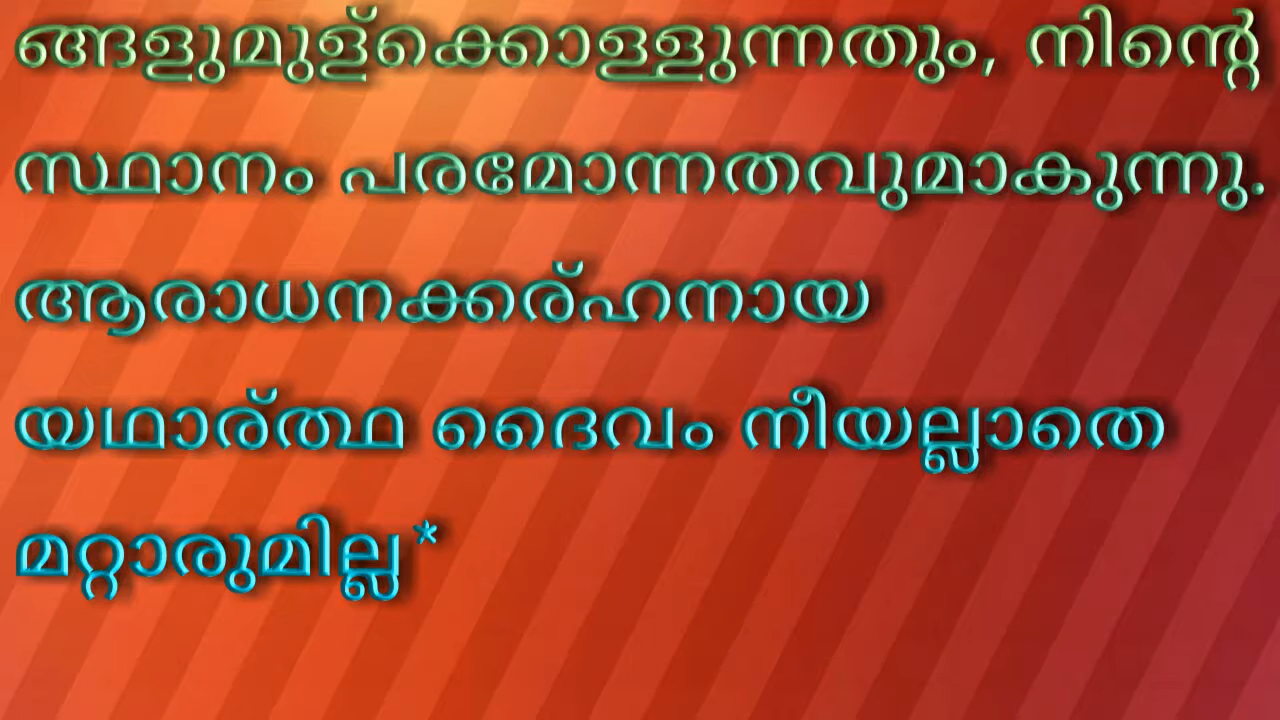 ങ്ങളുമുള്ക്കൊള്ളുന്നതും, നിന്റെ
സ്ഥാനം പരമോന്നതവുമാകുന്നു.
ആരാധനക്കര്ഹനായ
യഥാര്ത്ഥ ദൈവം നീയല്ലാതെ
മറ്റാരുമില്ല*